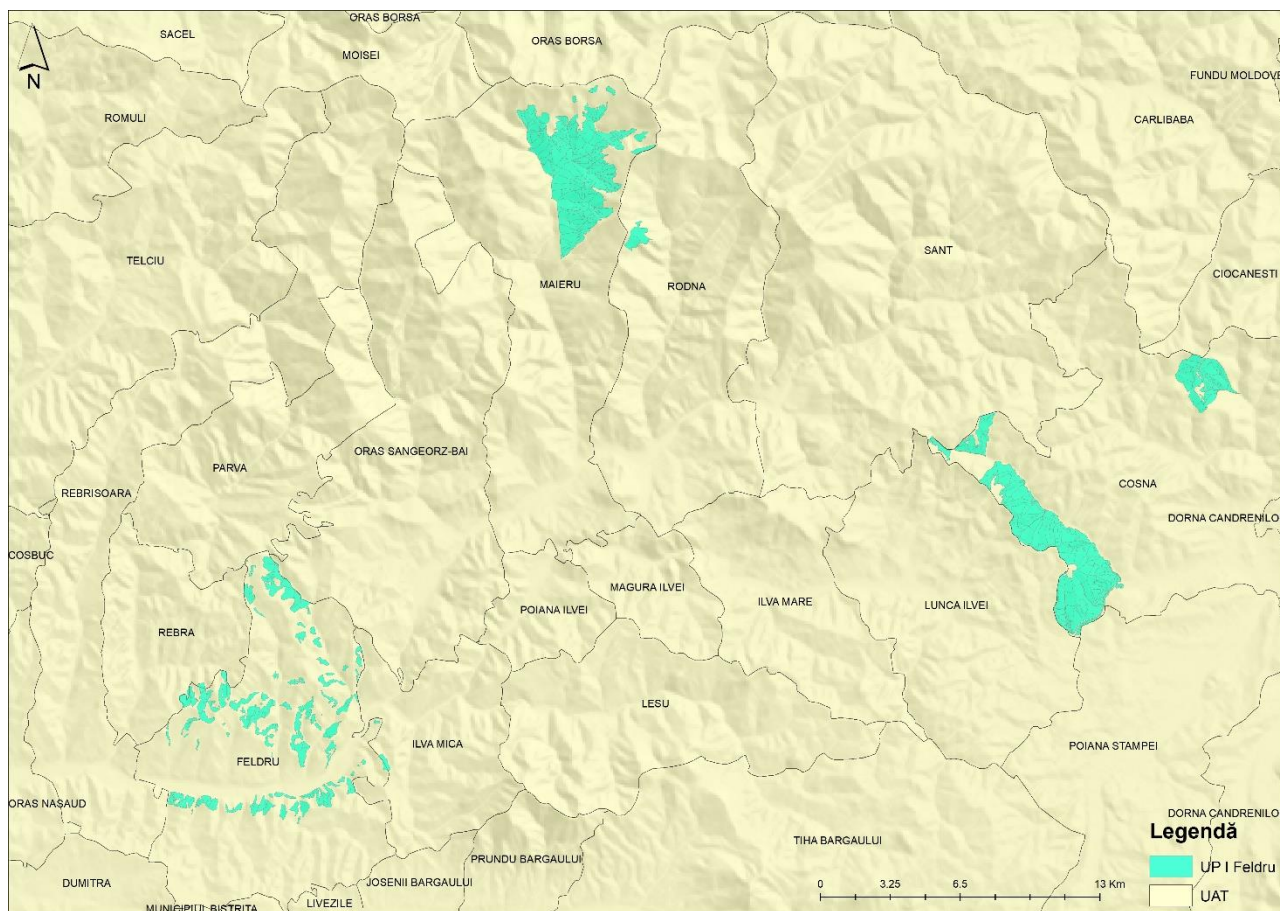 ORAS BORSA
SACEL
ORAS BORSA
MOISEI
N
FUNDU MOLDOVE
ROMULI
CARLIBABA
SANT
TELCIU
CIOCANESTI
MAIERU
RODNA
ORAS SANGEORZ-BAI
PARVA
COSNA
REBRISOARA
DORNA CANDRENILO
COSBUC
MAGURA ILVEI
POIANA ILVEI
ILVA MARE
LUNCA ILVEI
REBRA
LESU
ILVA MICA
POIANA STAMPEI
FELDRU
ORAS NASAUD
DORNA CANDRENILO
Legendă
TIHA BARGAULUI
PRUNDU BARGAULUI
UP I Feldru
DUMITRA
JOSENII BARGAULUI
0 3.25 6.5 13 Km
UAT
LIVEZILE
MUNICIPIUL BISTRITA